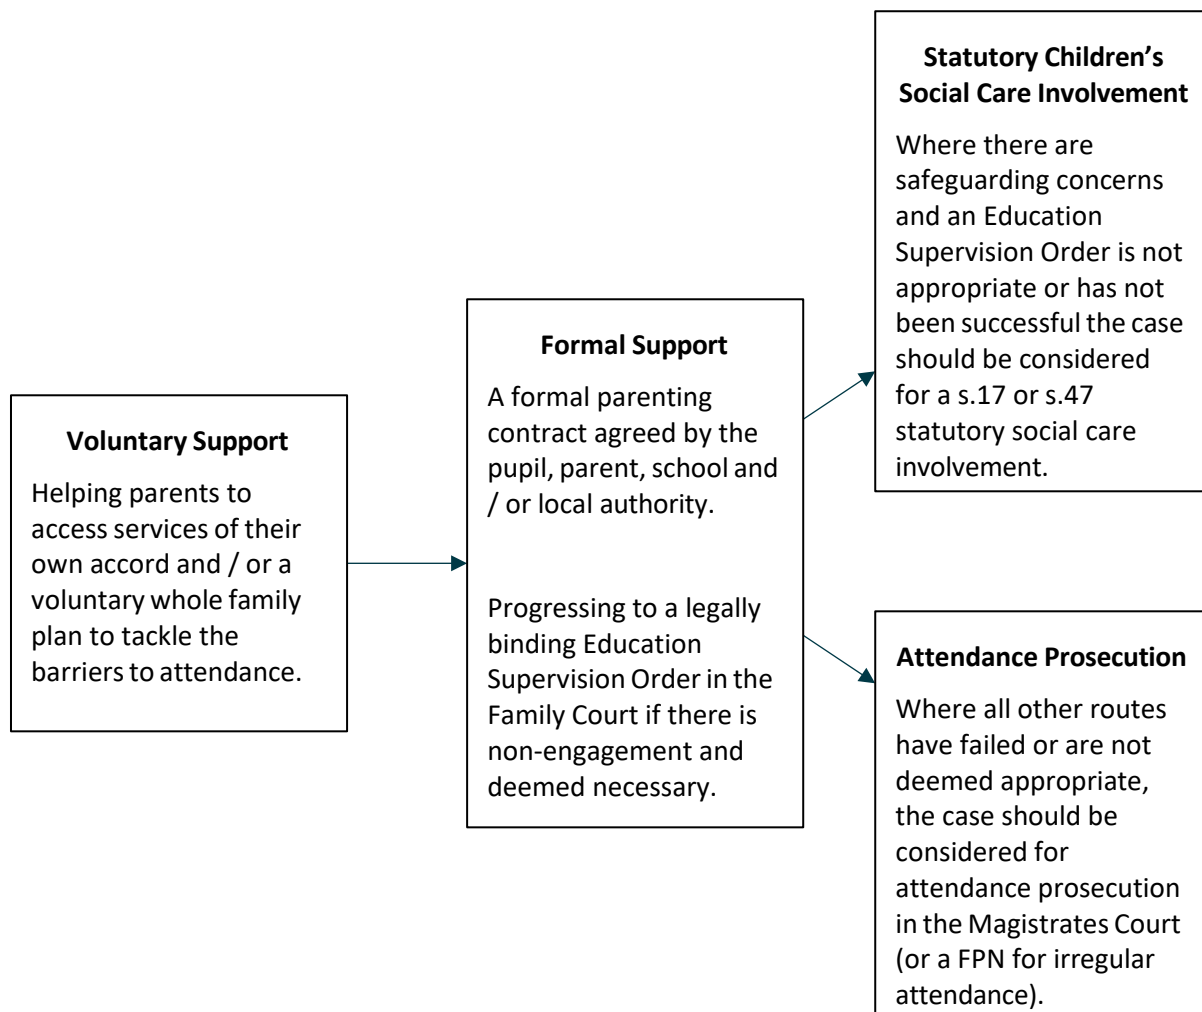 Voluntary Support
Helping parents to
access services of their
own accord and / or a
voluntary whole family
plan to tackle the
barriers to attendance.
Formal Support
A formal parenting
contract agreed by the
pupil, parent, school and
/ or local authority.
Progressing to a legally
binding Education
Supervision Order in the
Family Court if there is
non-engagement and
deemed necessary.
Statutory Children’s
Social Care Involvement
Where there are
safeguarding concerns
and an Education
Supervision Order is not
appropriate or has not
been successful the case
should be considered
for a s.17 or s.47
statutory social care
involvement.
Attendance Prosecution
Where all other routes
have failed or are not
deemed appropriate,
the case should be
considered for
attendance prosecution
in the Magistrates Court
(or a FPN for irregular
attendance).